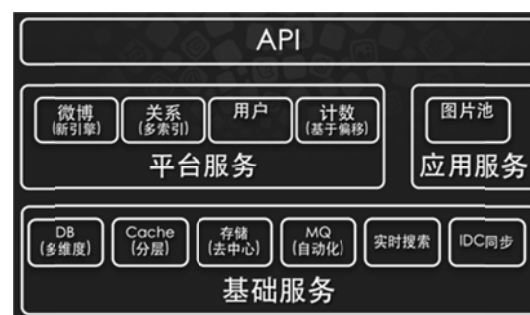 API
微博
(新引擎)
关系
(多索引)
用户
计数
(基于偏移)
平台服务
图片池
应用服务
DB
(多维度)
Cache
(分层)
存储
(去中心)
MQ
(自动化)
实时搜索
IDC同步
基础服务